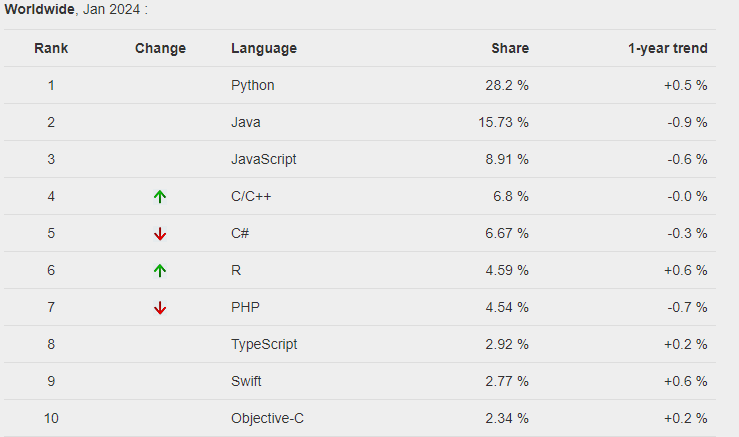 Worldwide, Jan 2024 :
Rank Change Language Share 1-year trend
1 Python 28.2 % +0.5 %
2 Java 15.73 % -0.9 %
3 JavaScript 8.91 % -0.6 %
4 C/C++ 6.8 % -0.0 %
5 C# 6.67 % -0.3 %
6 R 4.59 % +0.6 %
7 PHP 4.54 % -0.7 %
8 TypeScript 2.92 % +0.2 %
9 Swift 2.77 % +0.6 %
10 Objective-C 2.34 % +0.2 %